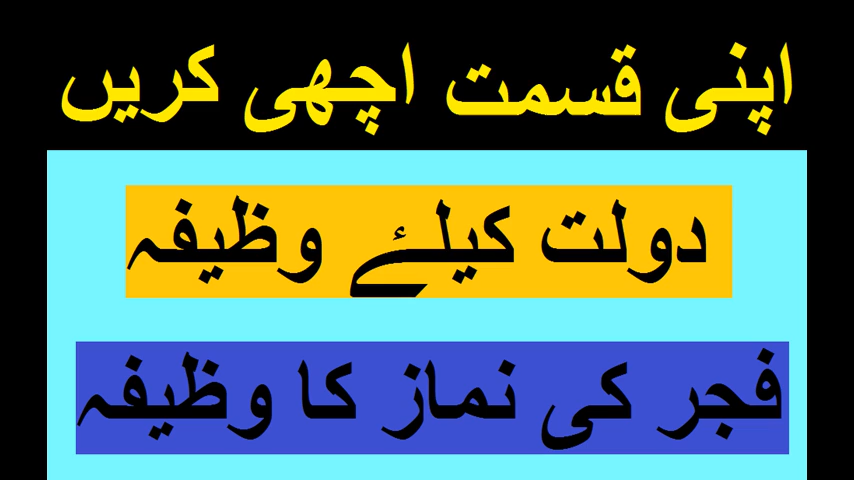 اپنی قسمت اچھی کریں
دولت کیلئے وظیفہ
فجر کی نماز کا وظیفہ